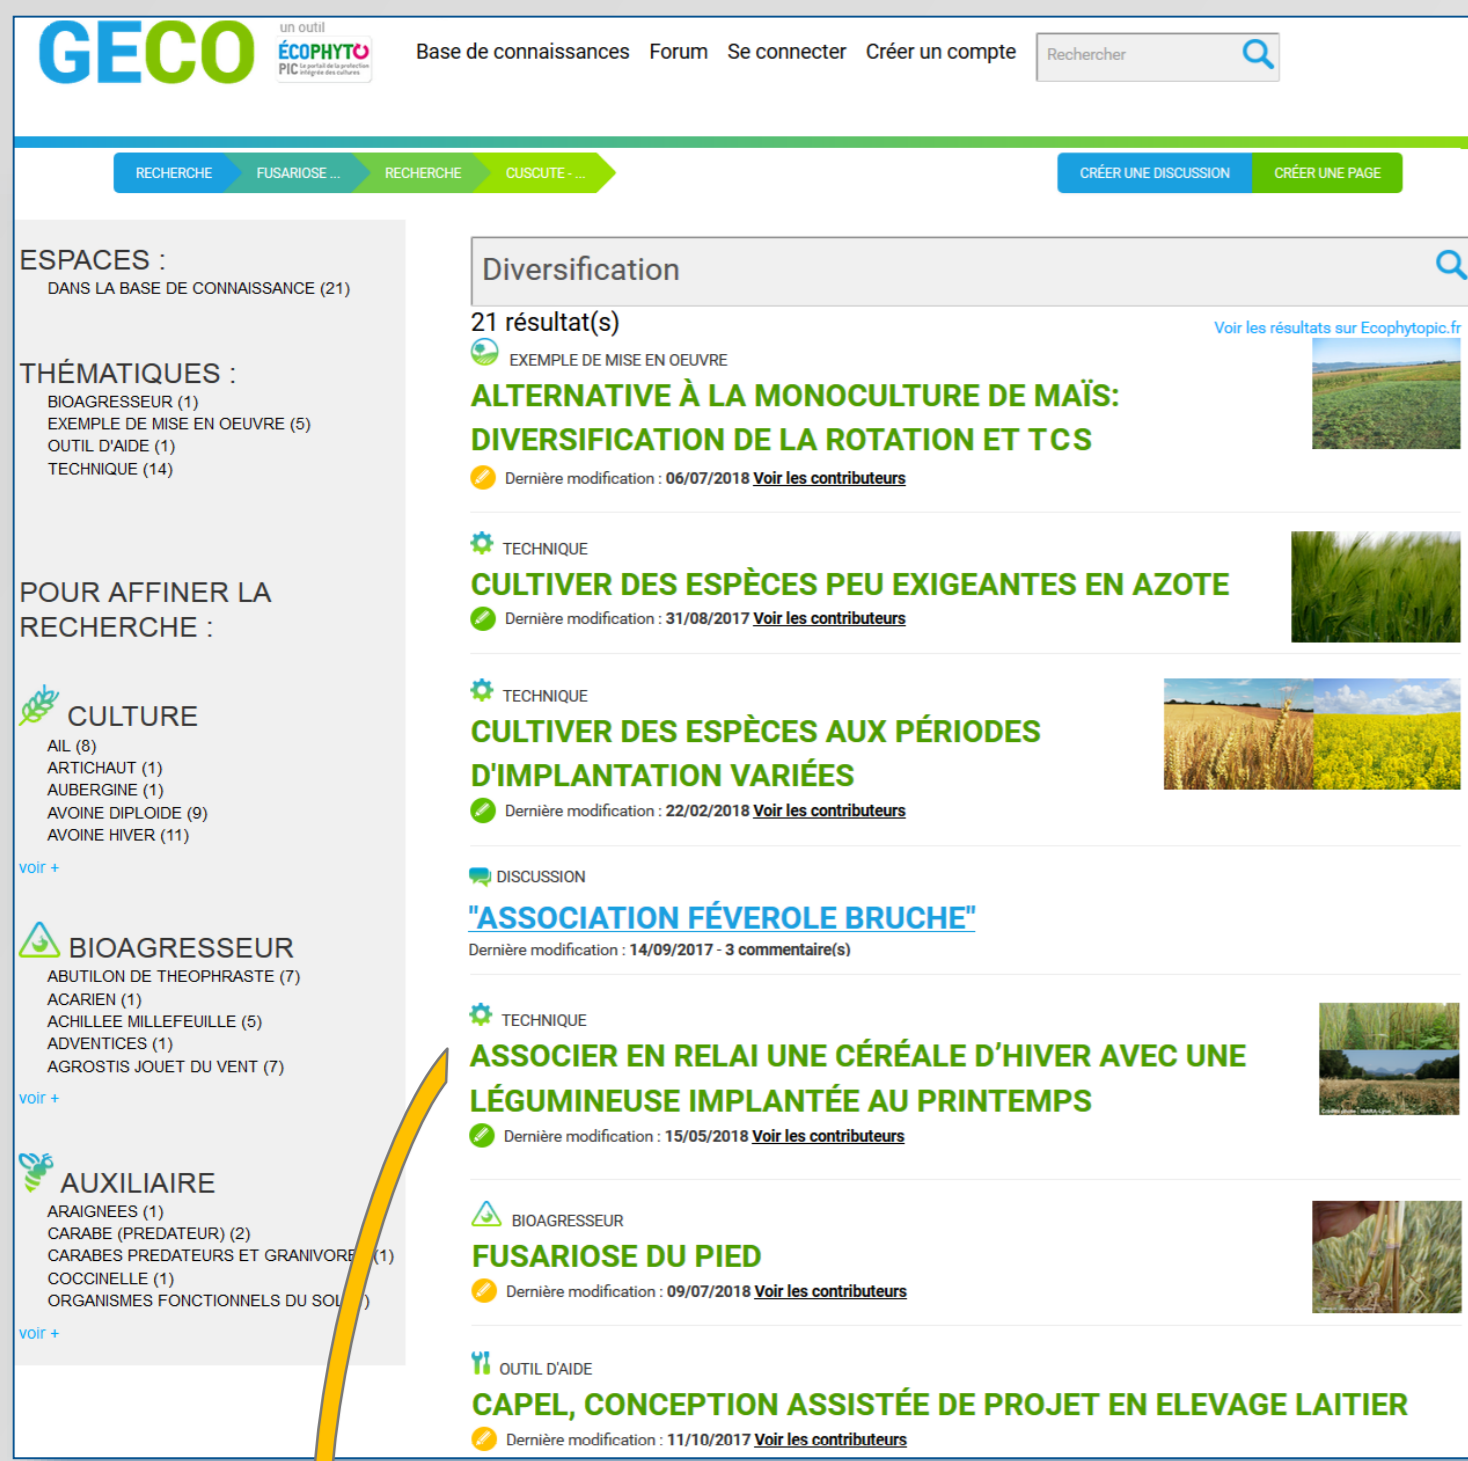 GECO
un outil
ÉCOPHYTO
PIC Le portail de la protection
intégrée des cultures
Base de connaissances Forum Se connecter Créer un compte Rechercher
RECHERCHE FUSARIOSE ... RECHERCHE CUSCUTE - ...
CRÉER UNE DISCUSSION CRÉER UNE PAGE
ESPACES :
DANS LA BASE DE CONNAISSANCE (21)
THÉMATIQUES :
BIOAGRESSEUR (1)
EXEMPLE DE MISE EN OEUVRE (5)
OUTIL D'AIDE (1)
TECHNIQUE (14)
POUR AFFINER LA
RECHERCHE :
CULTURE
AIL (8)
ARTICHAUT (1)
AUBERGINE (1)
AVOINE DIPLOIDE (9)
AVOINE HIVER (11)
voir +
BIOAGRESSEUR
ABUTILON DE THEOPHRASTE (7)
ACARIEN (1)
ACHILLEE MILLEFEUILLE (5)
ADVENTICES (1)
AGROSTIS JOUET DU VENT (7)
voir +
AUXILIAIRE
ARAIGNEES (1)
CARABE (PREDATEUR) (2)
CARABES PREDATEURS ET (1)
COCCINELLE (1)
ORGANISMES FONCTIONNELS DU
voir +
Diversification
21 résultat(s)
Voir les résultats sur Ecophytopic.fr
EXEMPLE DE MISE EN OEUVRE
ALTERNATIVE À LA MONOCULTURE DE MAÏS:
DIVERSIFICATION DE LA ROTATION ET TCS
Dernière modification : 06/07/2018 Voir les contributeurs
TECHNIQUE
CULTIVER DES ESPÈCES PEU EXIGEANTES EN AZOTE
Dernière modification : 31/08/2017 Voir les contributeurs
TECHNIQUE
CULTIVER DES ESPÈCES AUX PÉRIODES
D'IMPLANTATION VARIÉES
Dernière modification : 22/02/2018 Voir les contributeurs
DISCUSSION
"ASSOCIATION FÉVEROLE BRUCHE"
Dernière modification : 14/09/2017 - 3 commentaire(s)
TECHNIQUE
ASSOCIER EN RELAI UNE CÉRÉALE D’HIVER AVEC UNE
LÉGUMINEUSE IMPLANTÉE AU PRINTEMPS
Dernière modification : 15/05/2018 Voir les contributeurs
BIOAGRESSEUR
FUSARIOSE DU PIED
Dernière modification : 09/07/2018 Voir les contributeurs
OUTIL D'AIDE
CAPEL, CONCEPTION ASSISTÉE DE PROJET EN ELEVAGE LAITIER
Dernière modification : 11/10/2017 Voir les contributeurs